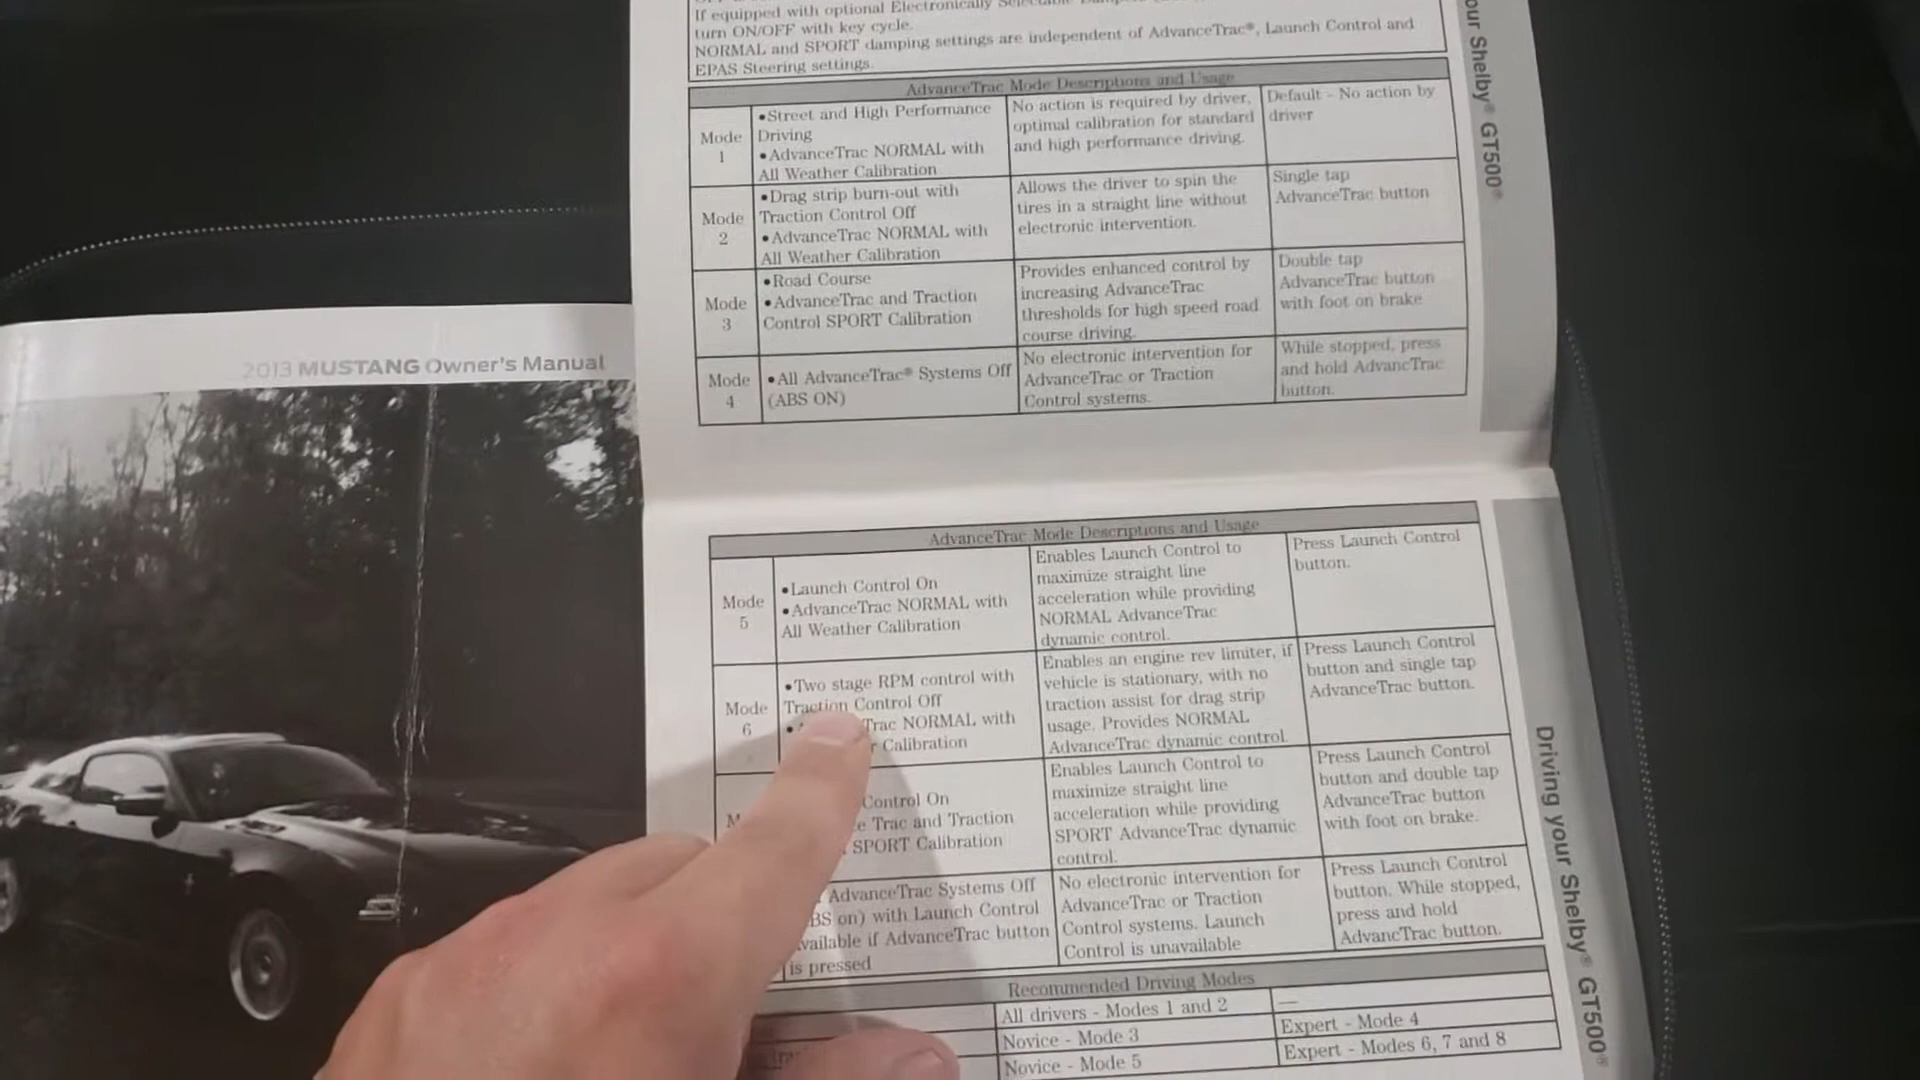 If equipped with optional Electronically Selectable
turn ON/OFF with key cycle.
NORMAL and SPORT damping settings are independent of AdvanceTrac®, Launch Control and
EPAS Steering settings.
AdvanceTrac Mode Descriptions and Usage
Mode
1
•Street and High Performance
Driving
•AdvanceTrac NORMAL with
All Weather Calibration
No action is required by driver,
optimal calibration for standard
and high performance driving.
Default - No action by
driver
Mode
2
•Drag strip burn-out with
Traction Control Off
•AdvanceTrac NORMAL with
All Weather Calibration
Allows the driver to spin the
tires in a straight line without
electronic intervention.
Single tap
AdvanceTrac button
Mode
3
•Road Course
•AdvanceTrac and Traction
Control SPORT Calibration
Provides enhanced control by
increasing AdvanceTrac
thresholds for high speed road
course driving.
Double tap
AdvanceTrac button
with foot on brake
Mode
4
•All AdvanceTrac® Systems Off
(ABS ON)
No electronic intervention for
AdvanceTrac or Traction
Control systems.
While stopped, press
and hold AdvancTrac
button.
our Shelby® GT500®
2013 MUSTANG Owner's Manual
AdvanceTrac Mode Descriptions and Usage
Mode
5
•Launch Control On
•AdvanceTrac NORMAL with
All Weather Calibration
Enables Launch Control to
maximize straight line
acceleration while providing
NORMAL AdvanceTrac
dynamic control.
Press Launch Control
button.
Mode
6
•Two stage RPM control with
Traction Control Off
Trac NORMAL with
Calibration
Enables an engine rev limiter, if
vehicle is stationary, with no
traction assist for drag strip
usage. Provides NORMAL
AdvanceTrac dynamic control.
Press Launch Control
button and single tap
AdvanceTrac button.
Control On
Trac and Traction
SPORT Calibration
Enables Launch Control to
maximize straight line
acceleration while providing
SPORT AdvanceTrac dynamic
control.
Press Launch Control
button and double tap
AdvanceTrac button
with foot on brake.
AdvanceTrac Systems Off
on) with Launch Control
if AdvanceTrac button
is pressed
No electronic intervention for
AdvanceTrac or Traction
Control systems. Launch
Control is unavailable
Press Launch Control
button. While stopped,
press and hold
AdvancTrac button.
Recommended Driving Modes
All drivers - Modes 1 and 2
—
Novice - Mode 3
Expert - Mode 4
Novice - Mode 5
Expert - Modes 6, 7 and 8
Driving your Shelby® GT500®